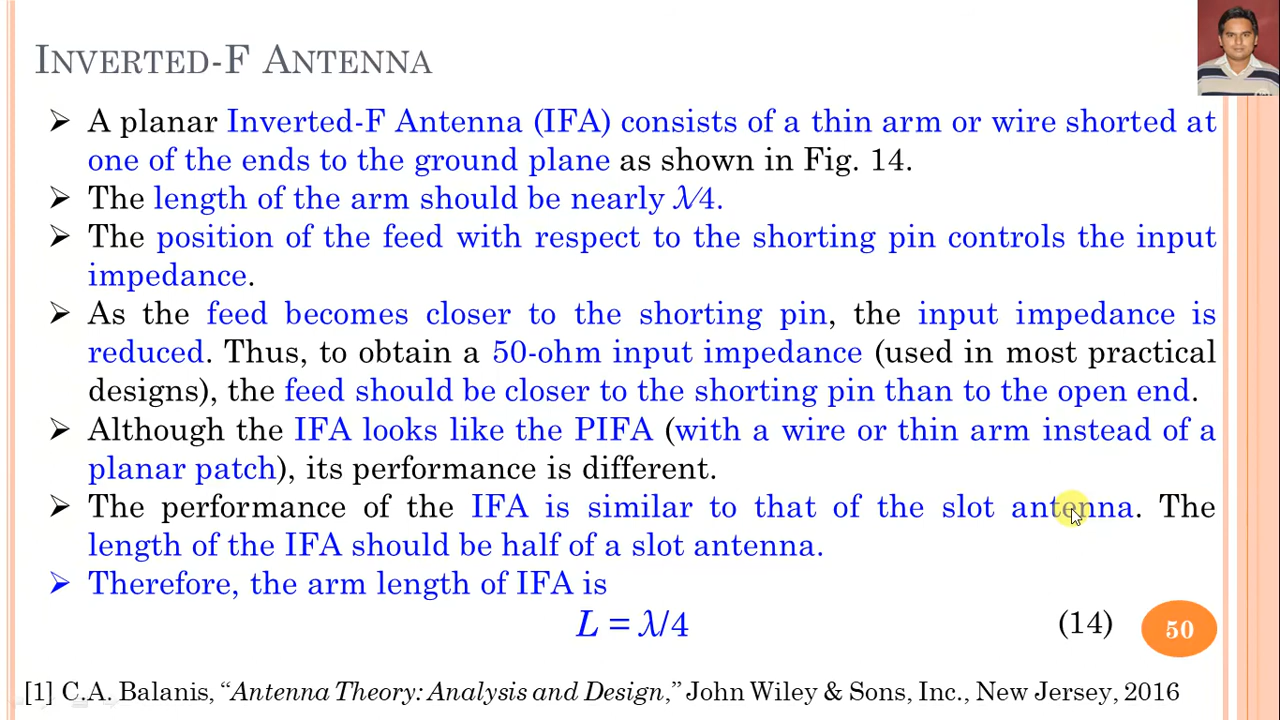 INVERTED-F ANTENNA
➢ A planar Inverted-F Antenna (IFA) consists of a thin arm or wire shorted at
one of the ends to the ground plane as shown in Fig. 14.
➢ The length of the arm should be nearly λ/4.
➢ The position of the feed with respect to the shorting pin controls the input
impedance.
➢ As the feed becomes closer to the shorting pin, the input impedance is
reduced. Thus, to obtain a 50-ohm input impedance (used in most practical
designs), the feed should be closer to the shorting pin than to the open end.
➢ Although the IFA looks like the PIFA (with a wire or thin arm instead of a
planar patch), its performance is different.
➢ The performance of the IFA is similar to that of the slot antenna. The
length of the IFA should be half of a slot antenna.
➢ Therefore, the arm length of IFA is
L = λ/4 (14)
50
[1] C.A. Balanis, “Antenna Theory: Analysis and Design,” John Wiley & Sons, Inc., New Jersey, 2016